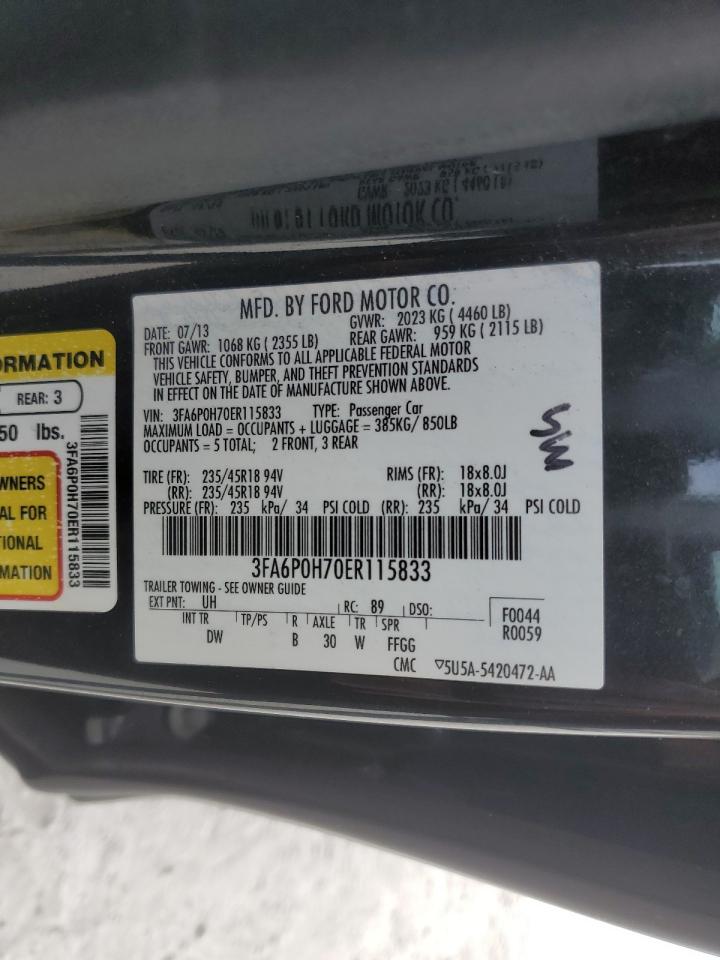 MFD. BY FORD MOTOR CO.
DATE: 07/13 GVWR: 2023 KG ( 4460 LB)
FRONT GAWR: 1068 KG ( 2355 LB) REAR GAWR: 959 KG ( 2115 LB)
THIS VEHICLE CONFORMS TO ALL APPLICABLE FEDERAL MOTOR
VEHICLE SAFETY, BUMPER, AND THEFT PREVENTION STANDARDS
IN EFFECT ON THE DATE OF MANUFACTURE SHOWN ABOVE.
VIN: 3FA6P0H70ER115833 TYPE: Passenger Car
MAXIMUM LOAD = OCCUPANTS + LUGGAGE = 385KG/ 850LB
OCCUPANTS = 5 TOTAL; 2 FRONT, 3 REAR
TIRE (FR): 235/45R18 94V RIMS (FR): 18x8.0J
(RR): 235/45R18 94V (RR): 18x8.0J
PRESSURE (FR): 235 kPa/ 34 PSI COLD (RR): 235 kPa/ 34 PSI COLD
3FA6P0H70ER115833
TRAILER TOWING - SEE OWNER GUIDE
EXT PNT: UH RC: 89 DSO: F0044
INT TR TP/PS R AXLE TR SPR R0059
DW B 30 W FFGG
CMC 5U5A-5420472-AA
FORMATION
REAR: 3
50 lbs.
WNERS
AL FOR
TIONAL
RMATION
3FA6P0H70ER115833